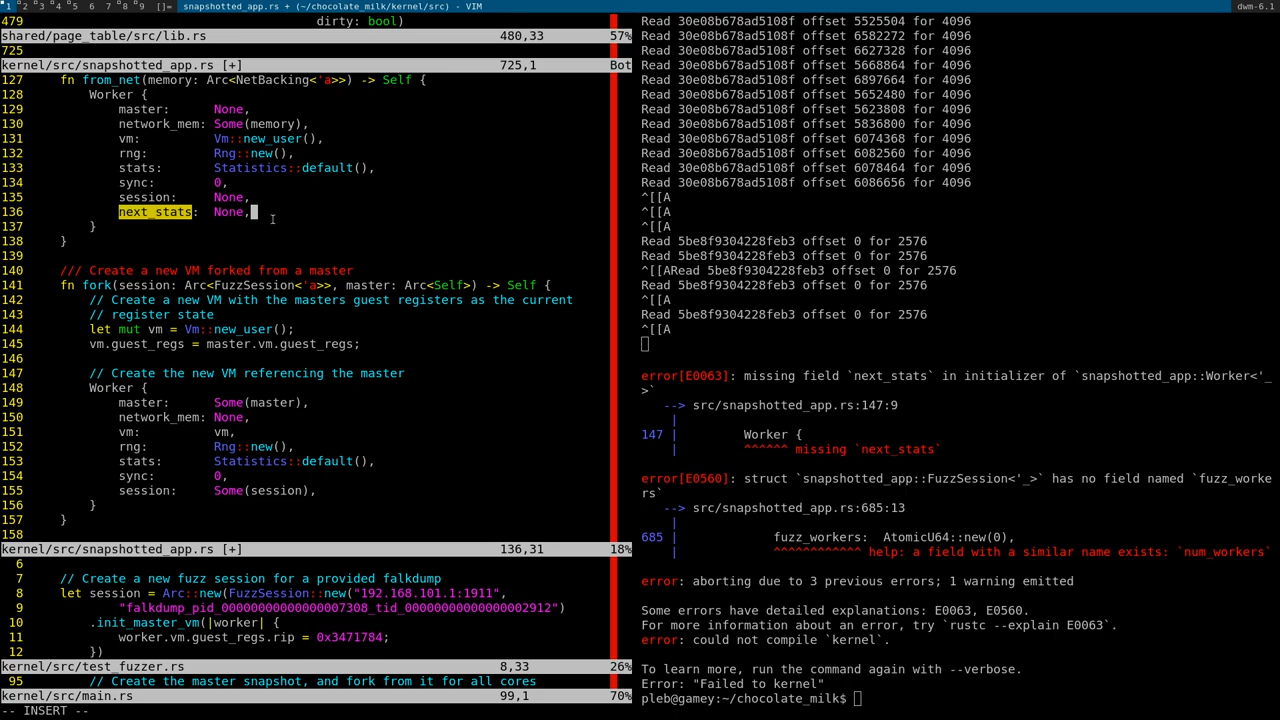 1 2 3 4 5 6 7 8 9 []= snapshotted_app.rs + (~/chocolate_milk/kernel/src) - VIM dwm-6.1
479 dirty: bool)
shared/page_table/src/lib.rs 480,33 57%
725
kernel/src/snapshotted_app.rs [+] 725,1 Bot
127 fn from_net(memory: Arc<NetBacking<'a>>) -> Self {
128 Worker {
129 master: None,
130 network_mem: Some(memory),
131 vm: Vm::new_user(),
132 rng: Rng::new(),
133 stats: Statistics::default(),
134 sync: 0,
135 session: None,
136 next_stats: None,
137 }
138 }
139
140 /// Create a new VM forked from a master
141 fn fork(session: Arc<FuzzSession<'a>>, master: Arc<Self>) -> Self {
142 // Create a new VM with the masters guest registers as the current
143 // register state
144 let mut vm = Vm::new_user();
145 vm.guest_regs = master.vm.guest_regs;
146
147 // Create the new VM referencing the master
148 Worker {
149 master: Some(master),
150 network_mem: None,
151 vm: vm,
152 rng: Rng::new(),
153 stats: Statistics::default(),
154 sync: 0,
155 session: Some(session),
156 }
157 }
158
kernel/src/snapshotted_app.rs [+] 136,31 18%
6
7 // Create a new fuzz session for a provided falkdump
8 let session = Arc::new(FuzzSession::new("192.168.101.1:1911",
9 "falkdump_pid_00000000000000007308_tid_00000000000000002912")
10 .init_master_vm(|worker| {
11 worker.vm.guest_regs.rip = 0x3471784;
12 })
kernel/src/test_fuzzer.rs 8,33 26%
95 // Create the master snapshot, and fork from it for all cores
kernel/src/main.rs 99,1 70%
-- INSERT --
Read 30e08b678ad5108f offset 5525504 for 4096
Read 30e08b678ad5108f offset 6582272 for 4096
Read 30e08b678ad5108f offset 6627328 for 4096
Read 30e08b678ad5108f offset 5668864 for 4096
Read 30e08b678ad5108f offset 6897664 for 4096
Read 30e08b678ad5108f offset 5652480 for 4096
Read 30e08b678ad5108f offset 5623808 for 4096
Read 30e08b678ad5108f offset 5836800 for 4096
Read 30e08b678ad5108f offset 6074368 for 4096
Read 30e08b678ad5108f offset 6082560 for 4096
Read 30e08b678ad5108f offset 6078464 for 4096
Read 30e08b678ad5108f offset 6086656 for 4096
^[[A
^[[A
^[[A
Read 5be8f9304228feb3 offset 0 for 2576
Read 5be8f9304228feb3 offset 0 for 2576
^[[ARead 5be8f9304228feb3 offset 0 for 2576
Read 5be8f9304228feb3 offset 0 for 2576
^[[A
Read 5be8f9304228feb3 offset 0 for 2576
^[[A
error[E0063]: missing field `next_stats` in initializer of `snapshotted_app::Worker<'_
>`
--> src/snapshotted_app.rs:147:9
|
147 | Worker {
| ^^^^^^ missing `next_stats`
error[E0560]: struct `snapshotted_app::FuzzSession<'_>` has no field named `fuzz_worke
rs`
--> src/snapshotted_app.rs:685:13
|
685 | fuzz_workers: AtomicU64::new(0),
| ^^^^^^^^^^^^ help: a field with a similar name exists: `num_workers`
error: aborting due to 3 previous errors; 1 warning emitted
Some errors have detailed explanations: E0063, E0560.
For more information about an error, try `rustc --explain E0063`.
error: could not compile `kernel`.
To learn more, run the command again with --verbose.
Error: "Failed to kernel"
pleb@gamey:~/chocolate_milk$